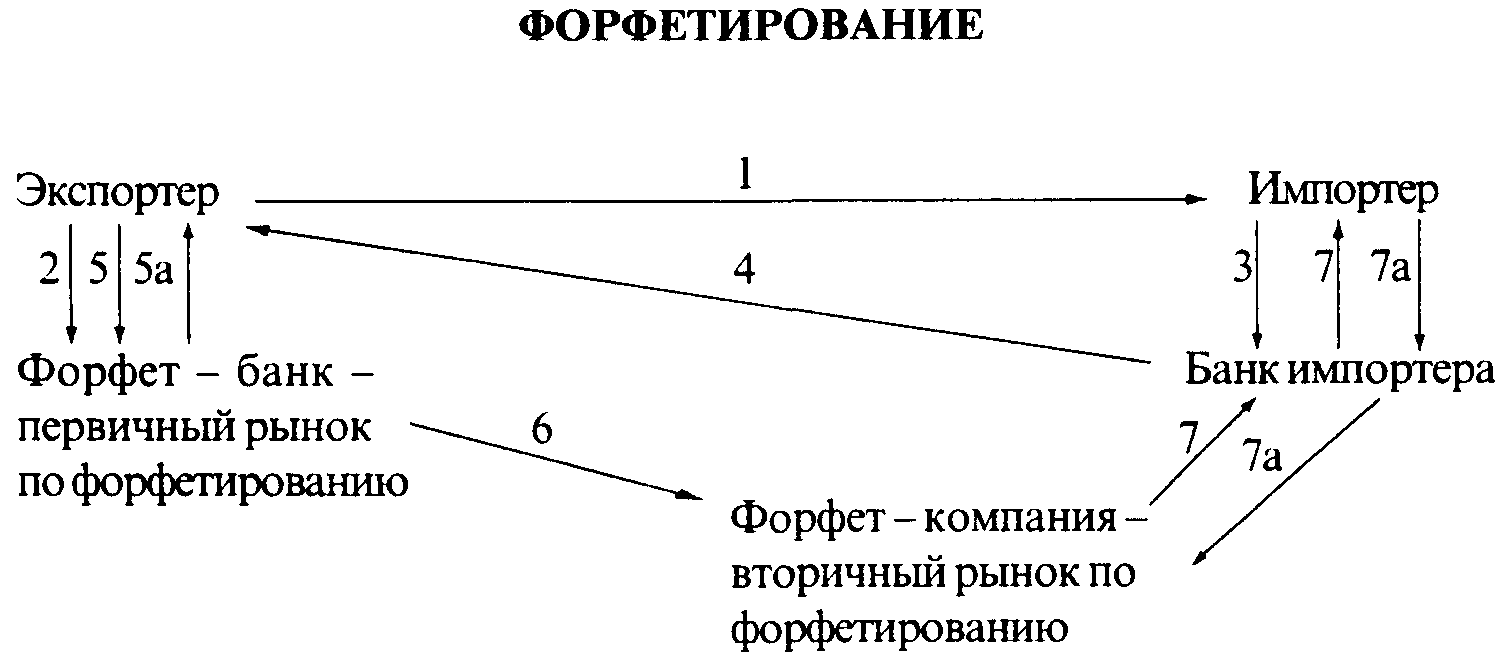 ФОРФЕТИРОВАНИЕ
1
Экспортер
Импортер
2
5
5а
4
3
7
7а
Форфет – банк –
первичный рынок
по форфетированию
Банк импортера
6
7
7а
Форфет – компания –
вторичный рынок по
форфетированию